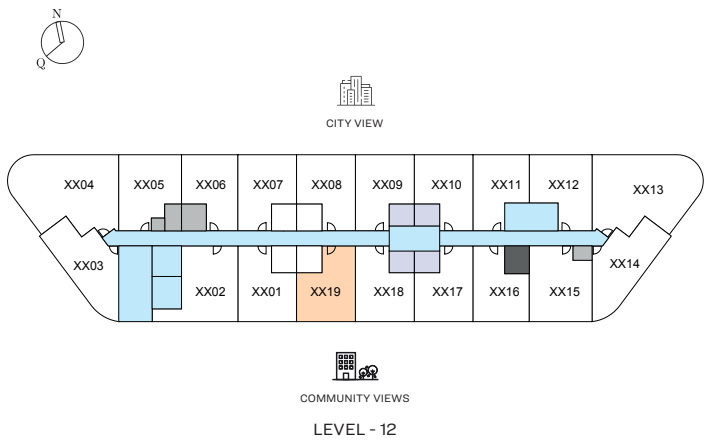 N
Q
CITY VIEW
XX04 XX05 XX06 XX07 XX08 XX09 XX10 XX11 XX12 XX13
XX03 XX02 XX01 XX19 XX18 XX17 XX16 XX15 XX14
COMMUNITY VIEWS
LEVEL - 12